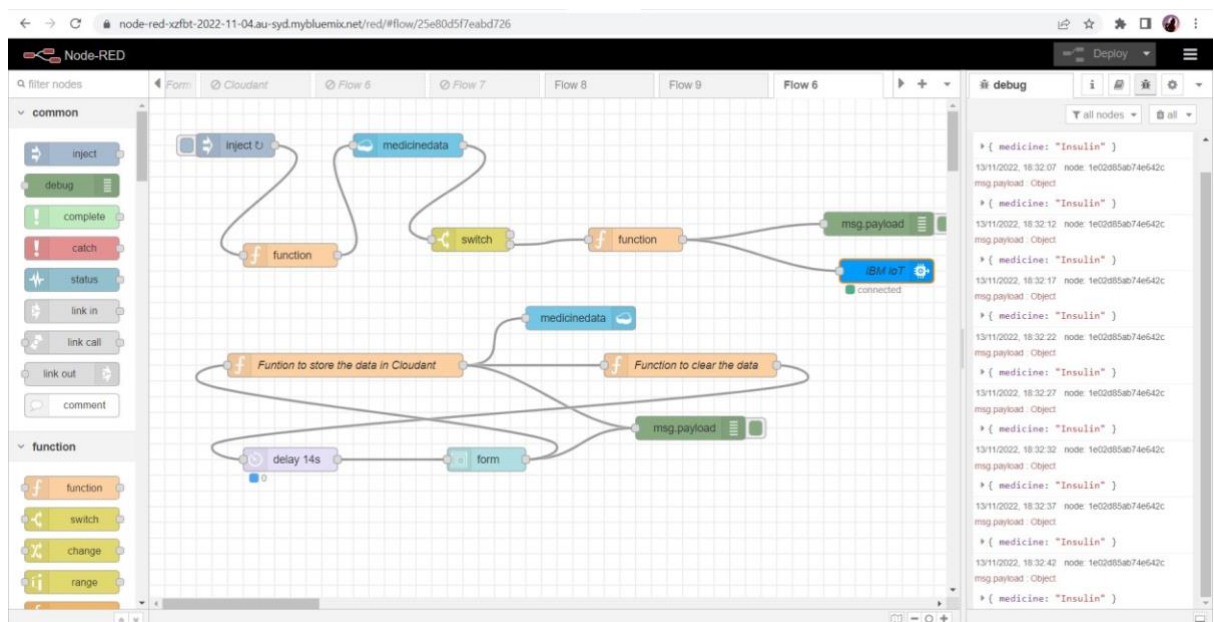 node-red-xzfbt-2022-11-04.au-syd.mybluemix.net/red/#flow/25e80d5f7eabd726
Node-RED
Deploy
filter nodes
Form
Cloudant
Flow 6
Flow 7
Flow 8
Flow 9
Flow 6
debug
i
all nodes
all
common
inject
debug
complete
catch
status
link in
link call
link out
comment
function
function
switch
change
range
inject ↻
medicinedata
function
switch
function
msg.payload
IBM IoT
connected
medicinedata
Funtion to store the data in Cloudant
Function to clear the data
msg.payload
delay 14s
0
form
{ medicine: "Insulin" }
13/11/2022, 18:32:07 node: 1e02d85ab74e642c
msg.payload : Object
{ medicine: "Insulin" }
13/11/2022, 18:32:12 node: 1e02d85ab74e642c
msg.payload : Object
{ medicine: "Insulin" }
13/11/2022, 18:32:17 node: 1e02d85ab74e642c
msg.payload : Object
{ medicine: "Insulin" }
13/11/2022, 18:32:22 node: 1e02d85ab74e642c
msg.payload : Object
{ medicine: "Insulin" }
13/11/2022, 18:32:27 node: 1e02d85ab74e642c
msg.payload : Object
{ medicine: "Insulin" }
13/11/2022, 18:32:32 node: 1e02d85ab74e642c
msg.payload : Object
{ medicine: "Insulin" }
13/11/2022, 18:32:37 node: 1e02d85ab74e642c
msg.payload : Object
{ medicine: "Insulin" }
13/11/2022, 18:32:42 node: 1e02d85ab74e642c
msg.payload : Object
{ medicine: "Insulin" }